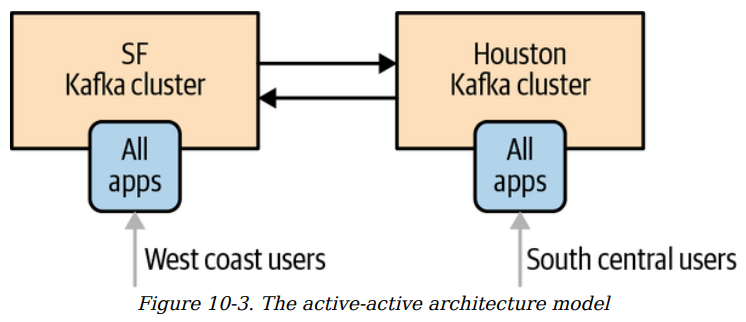 SF
Kafka cluster
Houston
Kafka cluster
All
apps
All
apps
West coast users
South central users
Figure 10-3. The active-active architecture model